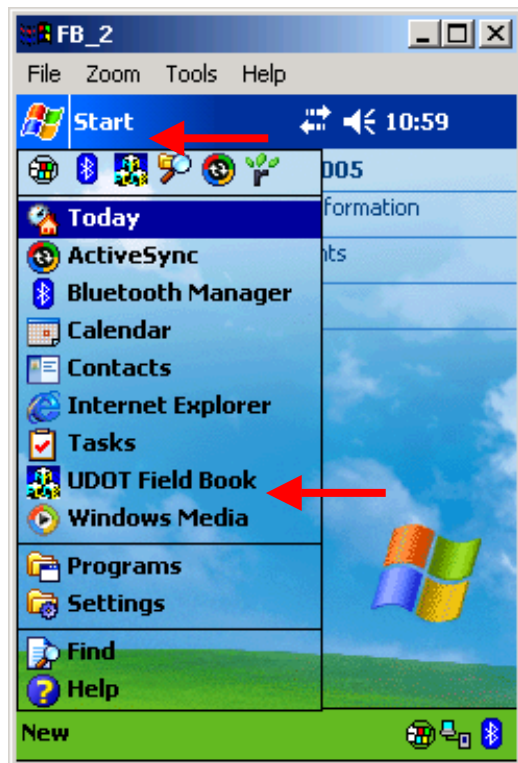 FB_2
File Zoom Tools Help
Start 10:59
005
Today
formation
ActiveSync
nts
Bluetooth Manager
Calendar
Contacts
Internet Explorer
Tasks
UDOT Field Book
Windows Media
Programs
Settings
Find
Help
New